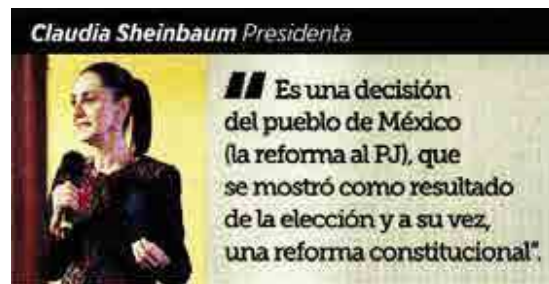 Claudia Sheinbaum Presidenta
" Es una decisión
del pueblo de México
(la reforma al PJ), que
se mostró como resultado
de la elección y a su vez,
una reforma constitucional".